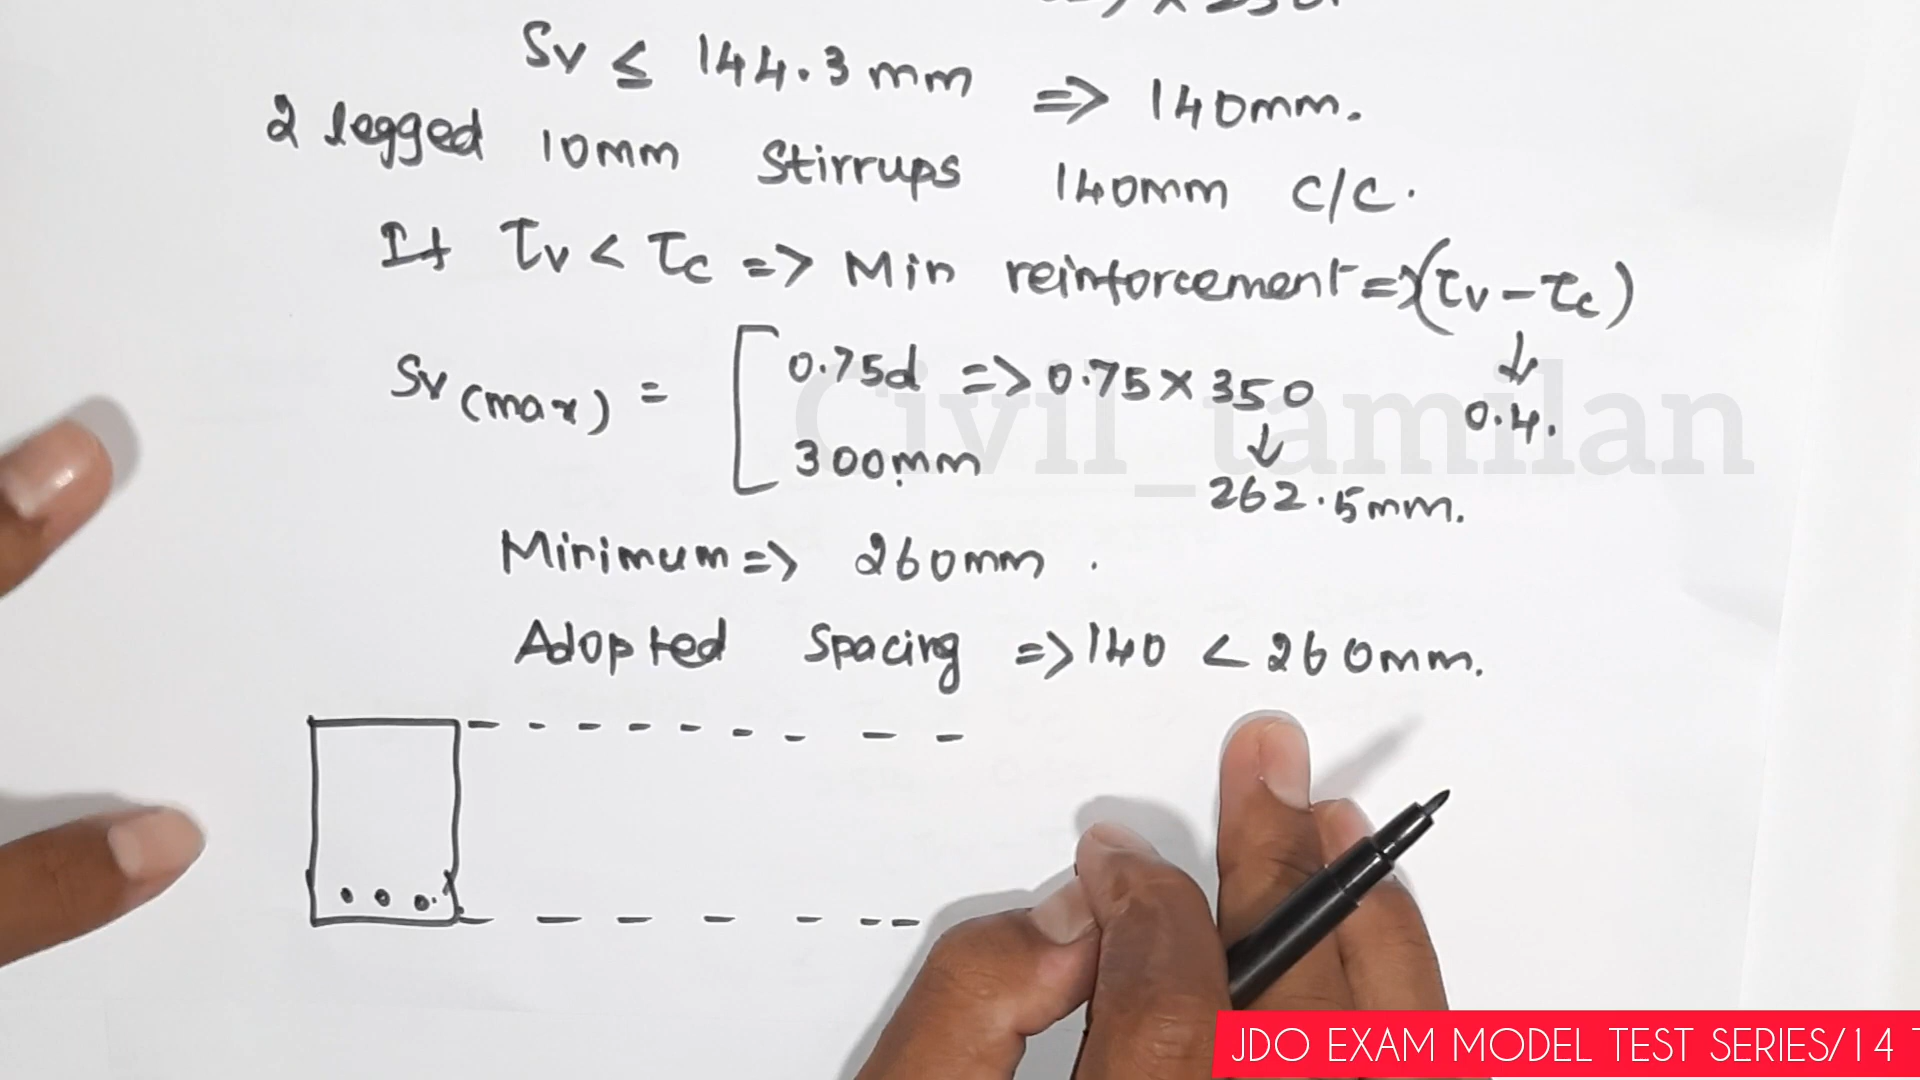 Sv ≤ 144.3 mm => 140mm.
2 legged 10mm Stirrups 140mm c/c.
If τv < τc => Min reinforcement => (τv - τc)
↓
0.4.
Sv (max) = [ 0.75d => 0.75 × 350
300mm
↓
262.5mm.
Minimum => 260mm.
Adopted Spacing => 140 < 260mm.
Civil_tamilan
JDO EXAM MODEL TEST SERIES/14